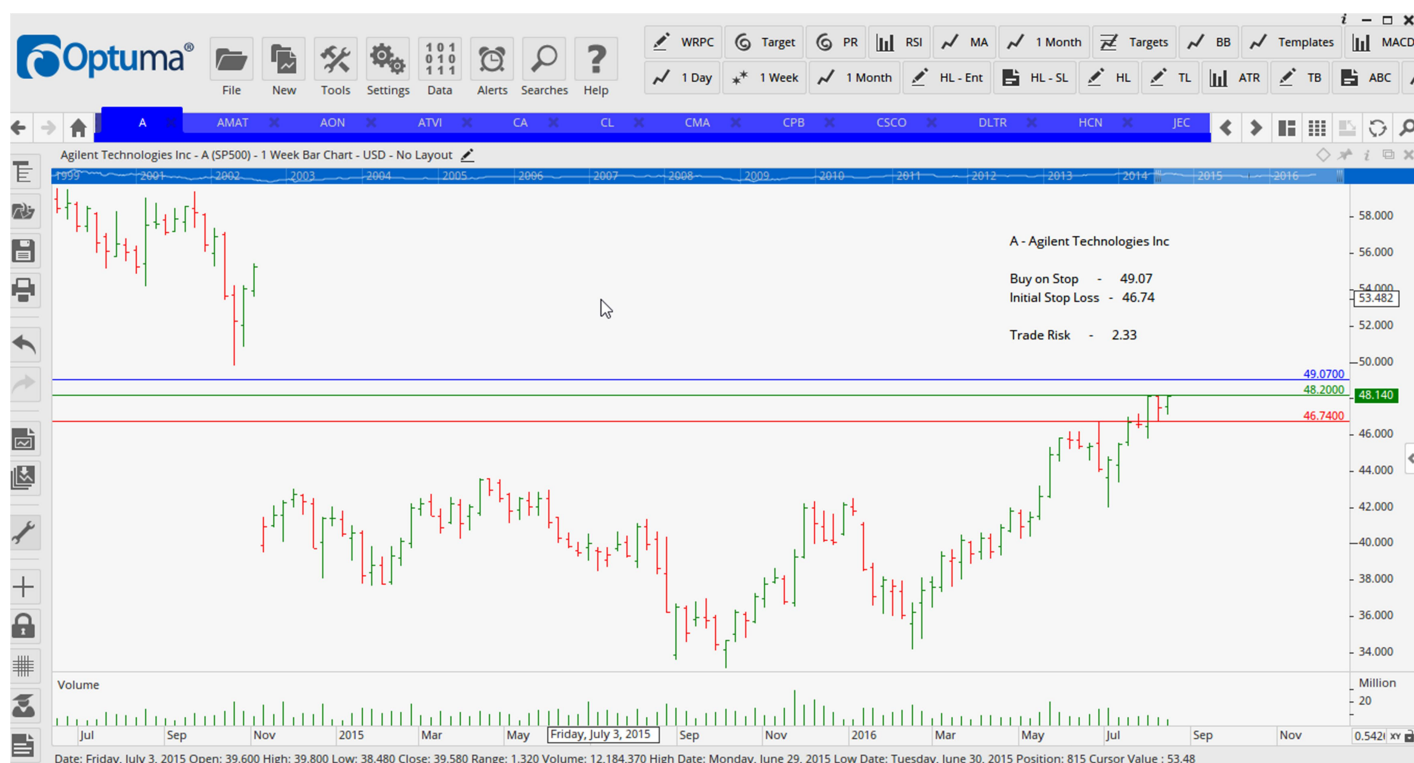 i
Optuma®
WRPC Target PR RSI MA 1 Month Targets BB Templates MACD
1 Day 1 Week 1 Month HL - Ent HL - SL HL TL ATR TB ABC
101
010
111
File New Tools Settings Data Alerts Searches Help
A AMAT AON ATVI CA CL CMA CPB CSCO DLTR HCN JEC
Agilent Technologies Inc - A (SP500) - 1 Week Bar Chart - USD - No Layout
1999 2001 2002 2003 2004 2005 2006 2007 2008 2009 2010 2011 2012 2013 2014 2015 2016
58.000
A - Agilent Technologies Inc
56.000
Buy on Stop - 49.07
54.000
Initial Stop Loss - 46.74
53.482
52.000
Trade Risk - 2.33
50.000
49.0700
48.2000
48.140
46.7400
46.000
44.000
42.000
40.000
38.000
36.000
34.000
Volume
Million
20
Jul Sep Nov 2015 Mar May Friday, July 3, 2015 Sep Nov 2016 Mar May Jul Sep Nov XY
Date: Friday, July 3, 2015 Open: 39.600 High: 39.800 Low: 38.480 Close: 39.580 Range: 1.320 Volume: 12,184,370 High Date: Monday, June 29, 2015 Low Date: Tuesday, June 30, 2015 Position: 815 Cursor Value : 53.48